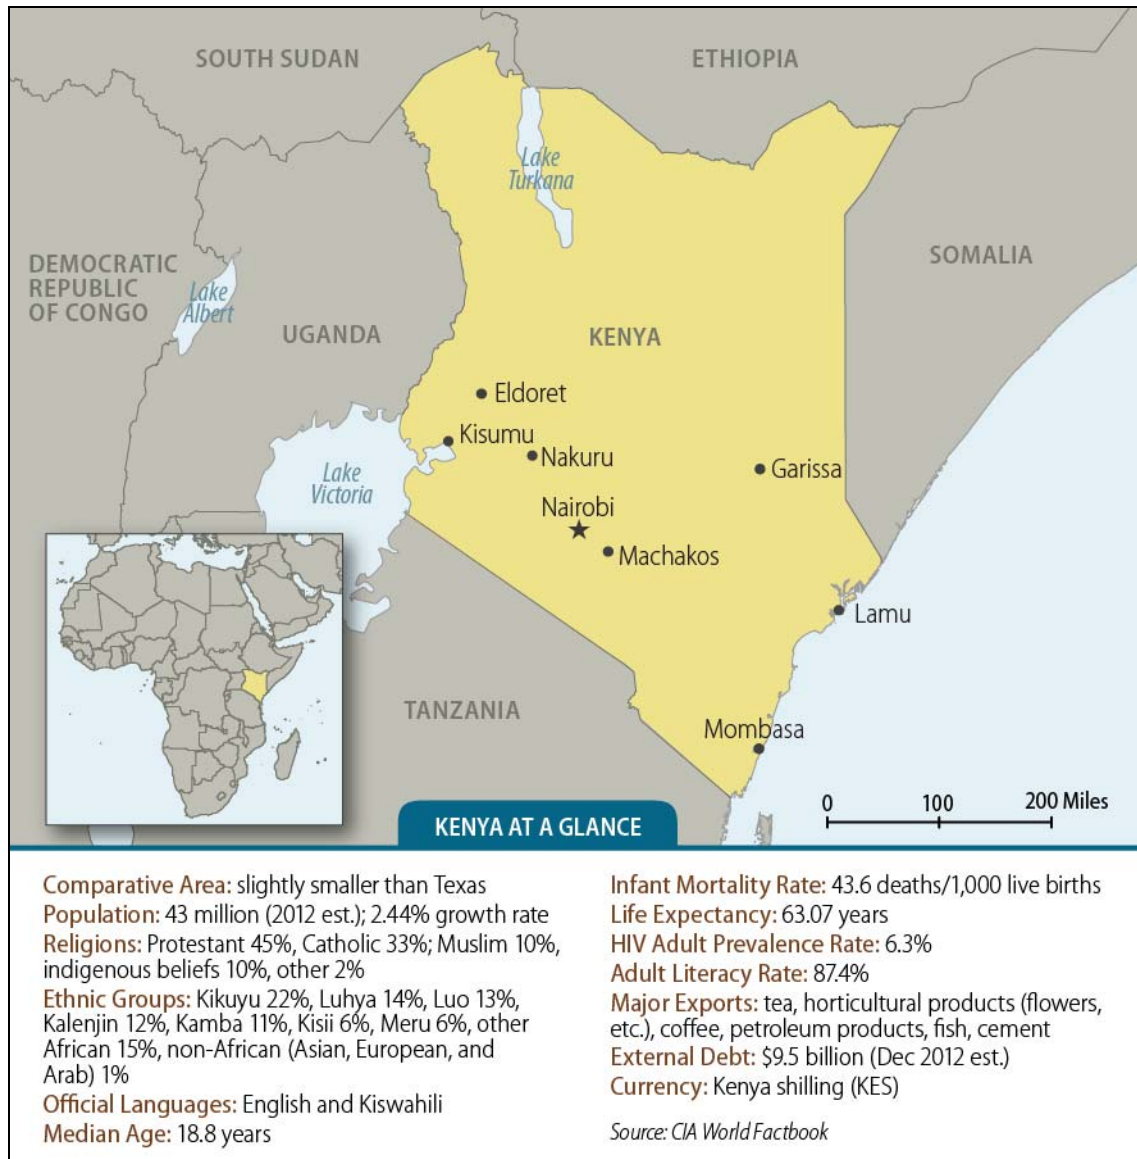 SOUTH SUDAN
ETHIOPIA
Lake
Turkana
DEMOCRATIC
REPUBLIC
OF CONGO
Lake
Albert
UGANDA
KENYA
SOMALIA
Eldoret
Kisumu
Nakuru
Lake
Victoria
Garissa
Nairobi
Machakos
Lamu
TANZANIA
Mombasa
0 100 200 Miles
KENYA AT A GLANCE
Comparative Area: slightly smaller than Texas
Population: 43 million (2012 est.); 2.44% growth rate
Religions: Protestant 45%, Catholic 33%; Muslim 10%,
indigenous beliefs 10%, other 2%
Ethnic Groups: Kikuyu 22%, Luhya 14%, Luo 13%,
Kalenjin 12%, Kamba 11%, Kisii 6%, Meru 6%, other
African 15%, non-African (Asian, European, and
Arab) 1%
Official Languages: English and Kiswahili
Median Age: 18.8 years
Infant Mortality Rate: 43.6 deaths/1,000 live births
Life Expectancy: 63.07 years
HIV Adult Prevalence Rate: 6.3%
Adult Literacy Rate: 87.4%
Major Exports: tea, horticultural products (flowers,
etc.), coffee, petroleum products, fish, cement
External Debt: $9.5 billion (Dec 2012 est.)
Currency: Kenya shilling (KES)
Source: CIA World Factbook